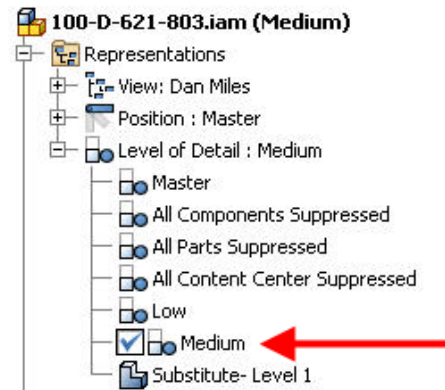 100-D-621-803.iam (Medium)
Representations
View: Dan Miles
Position : Master
Level of Detail : Medium
Master
All Components Suppressed
All Parts Suppressed
All Content Center Suppressed
Low
Medium
Substitute- Level 1